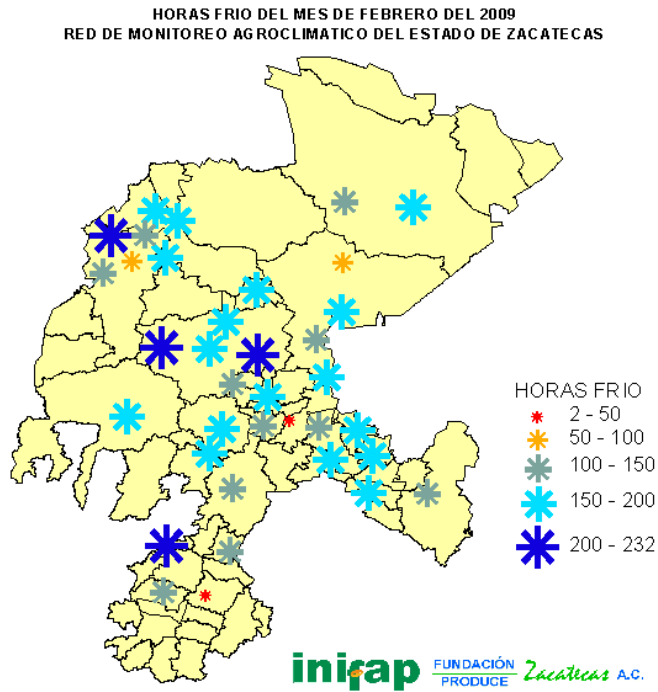 HORAS FRIO DEL MES DE FEBRERO DEL 2009
RED DE MONITOREO AGROCLIMATICO DEL ESTADO DE ZACATECAS
HORAS FRIO
2 - 50
50 - 100
100 - 150
150 - 200
200 - 232
inifap
FUNDACIÓN
PRODUCE
Zacatecas A.C.